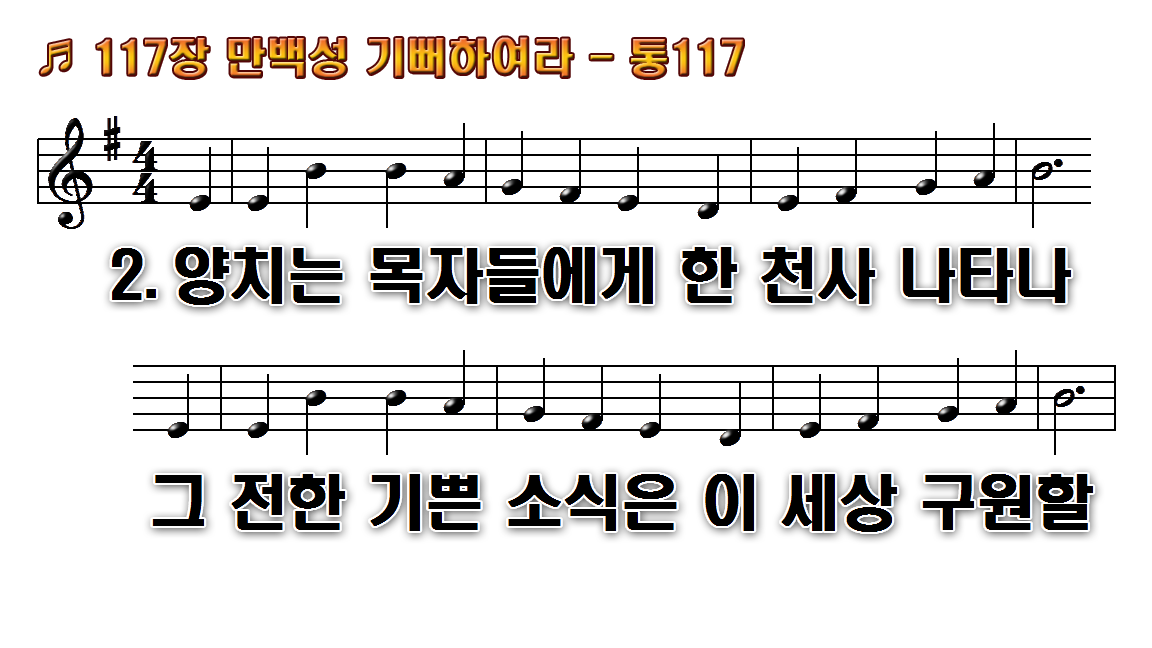 ♬ 117장 만백성 기뻐하여라 - 통117
2. 양치는 목자들에게 한 천사 나타나
그 전한 기쁜 소식은 이 세상 구원할